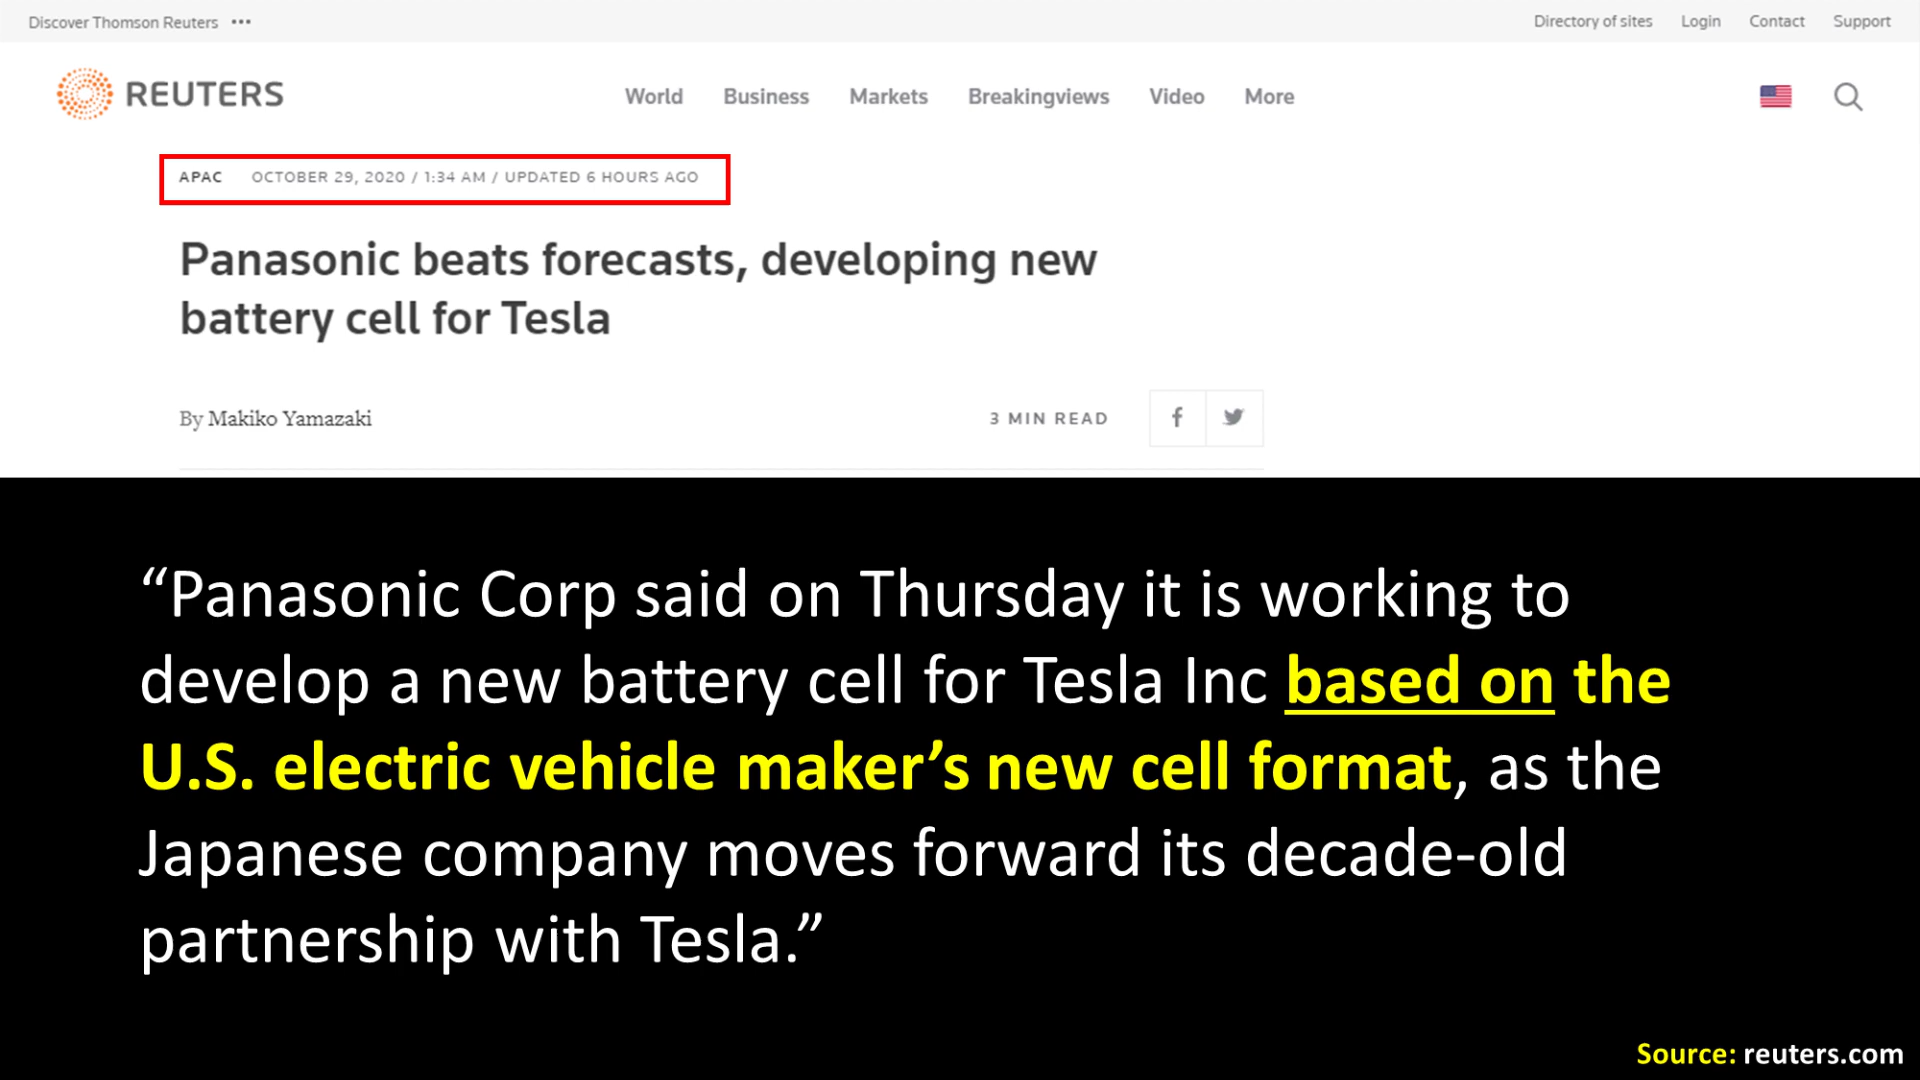 Discover Thomson Reuters •••
Directory of sites Login Contact Support
REUTERS
World Business Markets Breakingviews Video More
APAC OCTOBER 29, 2020 / 1:34 AM / UPDATED 6 HOURS AGO
Panasonic beats forecasts, developing new
battery cell for Tesla
By Makiko Yamazaki
3 MIN READ
“Panasonic Corp said on Thursday it is working to
develop a new battery cell for Tesla Inc based on the
U.S. electric vehicle maker’s new cell format, as the
Japanese company moves forward its decade-old
partnership with Tesla.”
Source: reuters.com